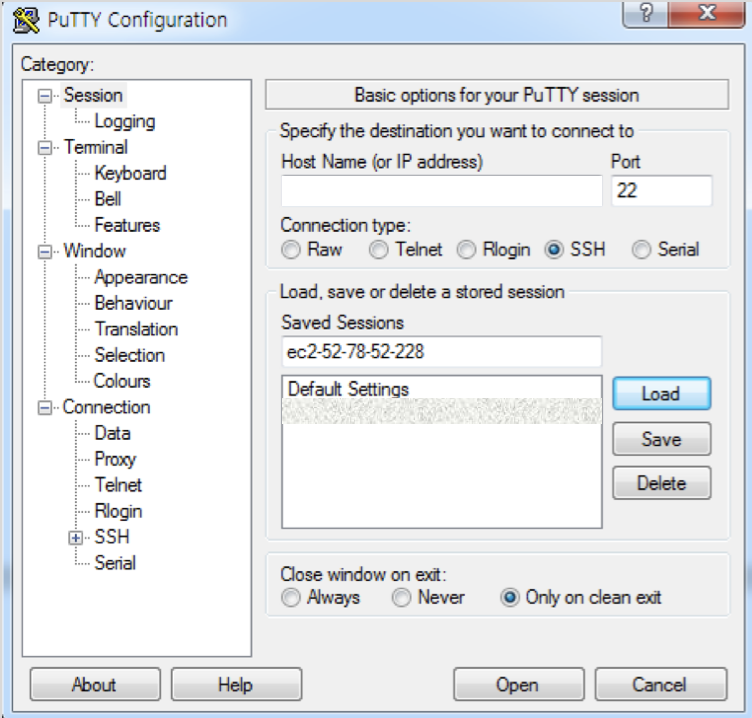 PuTTY Configuration
Category:
Session
Logging
Terminal
Keyboard
Bell
Features
Window
Appearance
Behaviour
Translation
Selection
Colours
Connection
Data
Proxy
Telnet
Rlogin
SSH
Serial
Basic options for your PuTTY session
Specify the destination you want to connect to
Host Name (or IP address) Port
22
Connection type:
Raw Telnet Rlogin SSH Serial
Load, save or delete a stored session
Saved Sessions
ec2-52-78-52-228
Default Settings
Load
Save
Delete
Close window on exit:
Always Never Only on clean exit
About Help Open Cancel